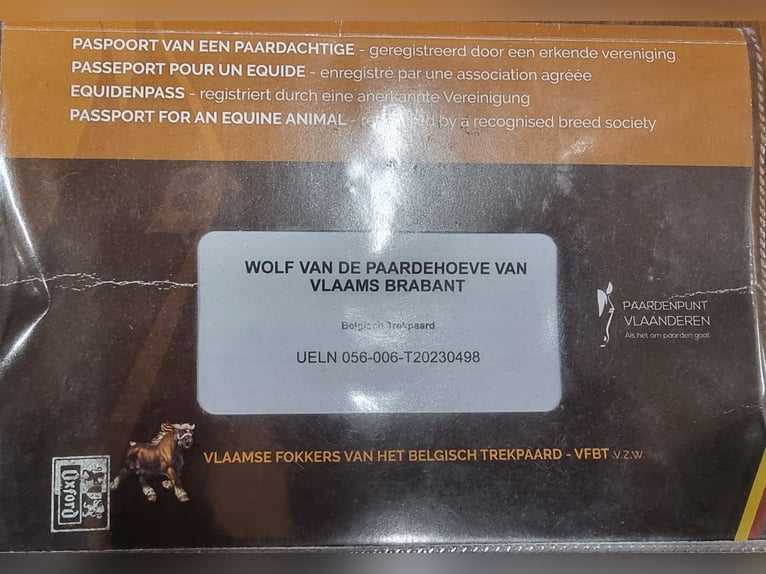 PASPOORT VAN EEN PAARDACHTIGE - geregistreerd door een erkende vereniging
PASSEPORT POUR UN EQUIDE - enregistré par une association agréée
EQUIDENPASS - registriert durch eine anerkannte Vereinigung
PASSPORT FOR AN EQUINE ANIMAL - by a recognised breed society
WOLF VAN DE PAARDEHOEVE VAN
VLAAMS BRABANT
Belgisch Trekpaard
UELN 056-006-T20230498
PAARDENPUNT
VLAANDEREN
Als het om paarden gaat
VLAAMSE FOKKERS VAN HET BELGISCH TREKPAARD - VFBT v.z.w.
Oxford